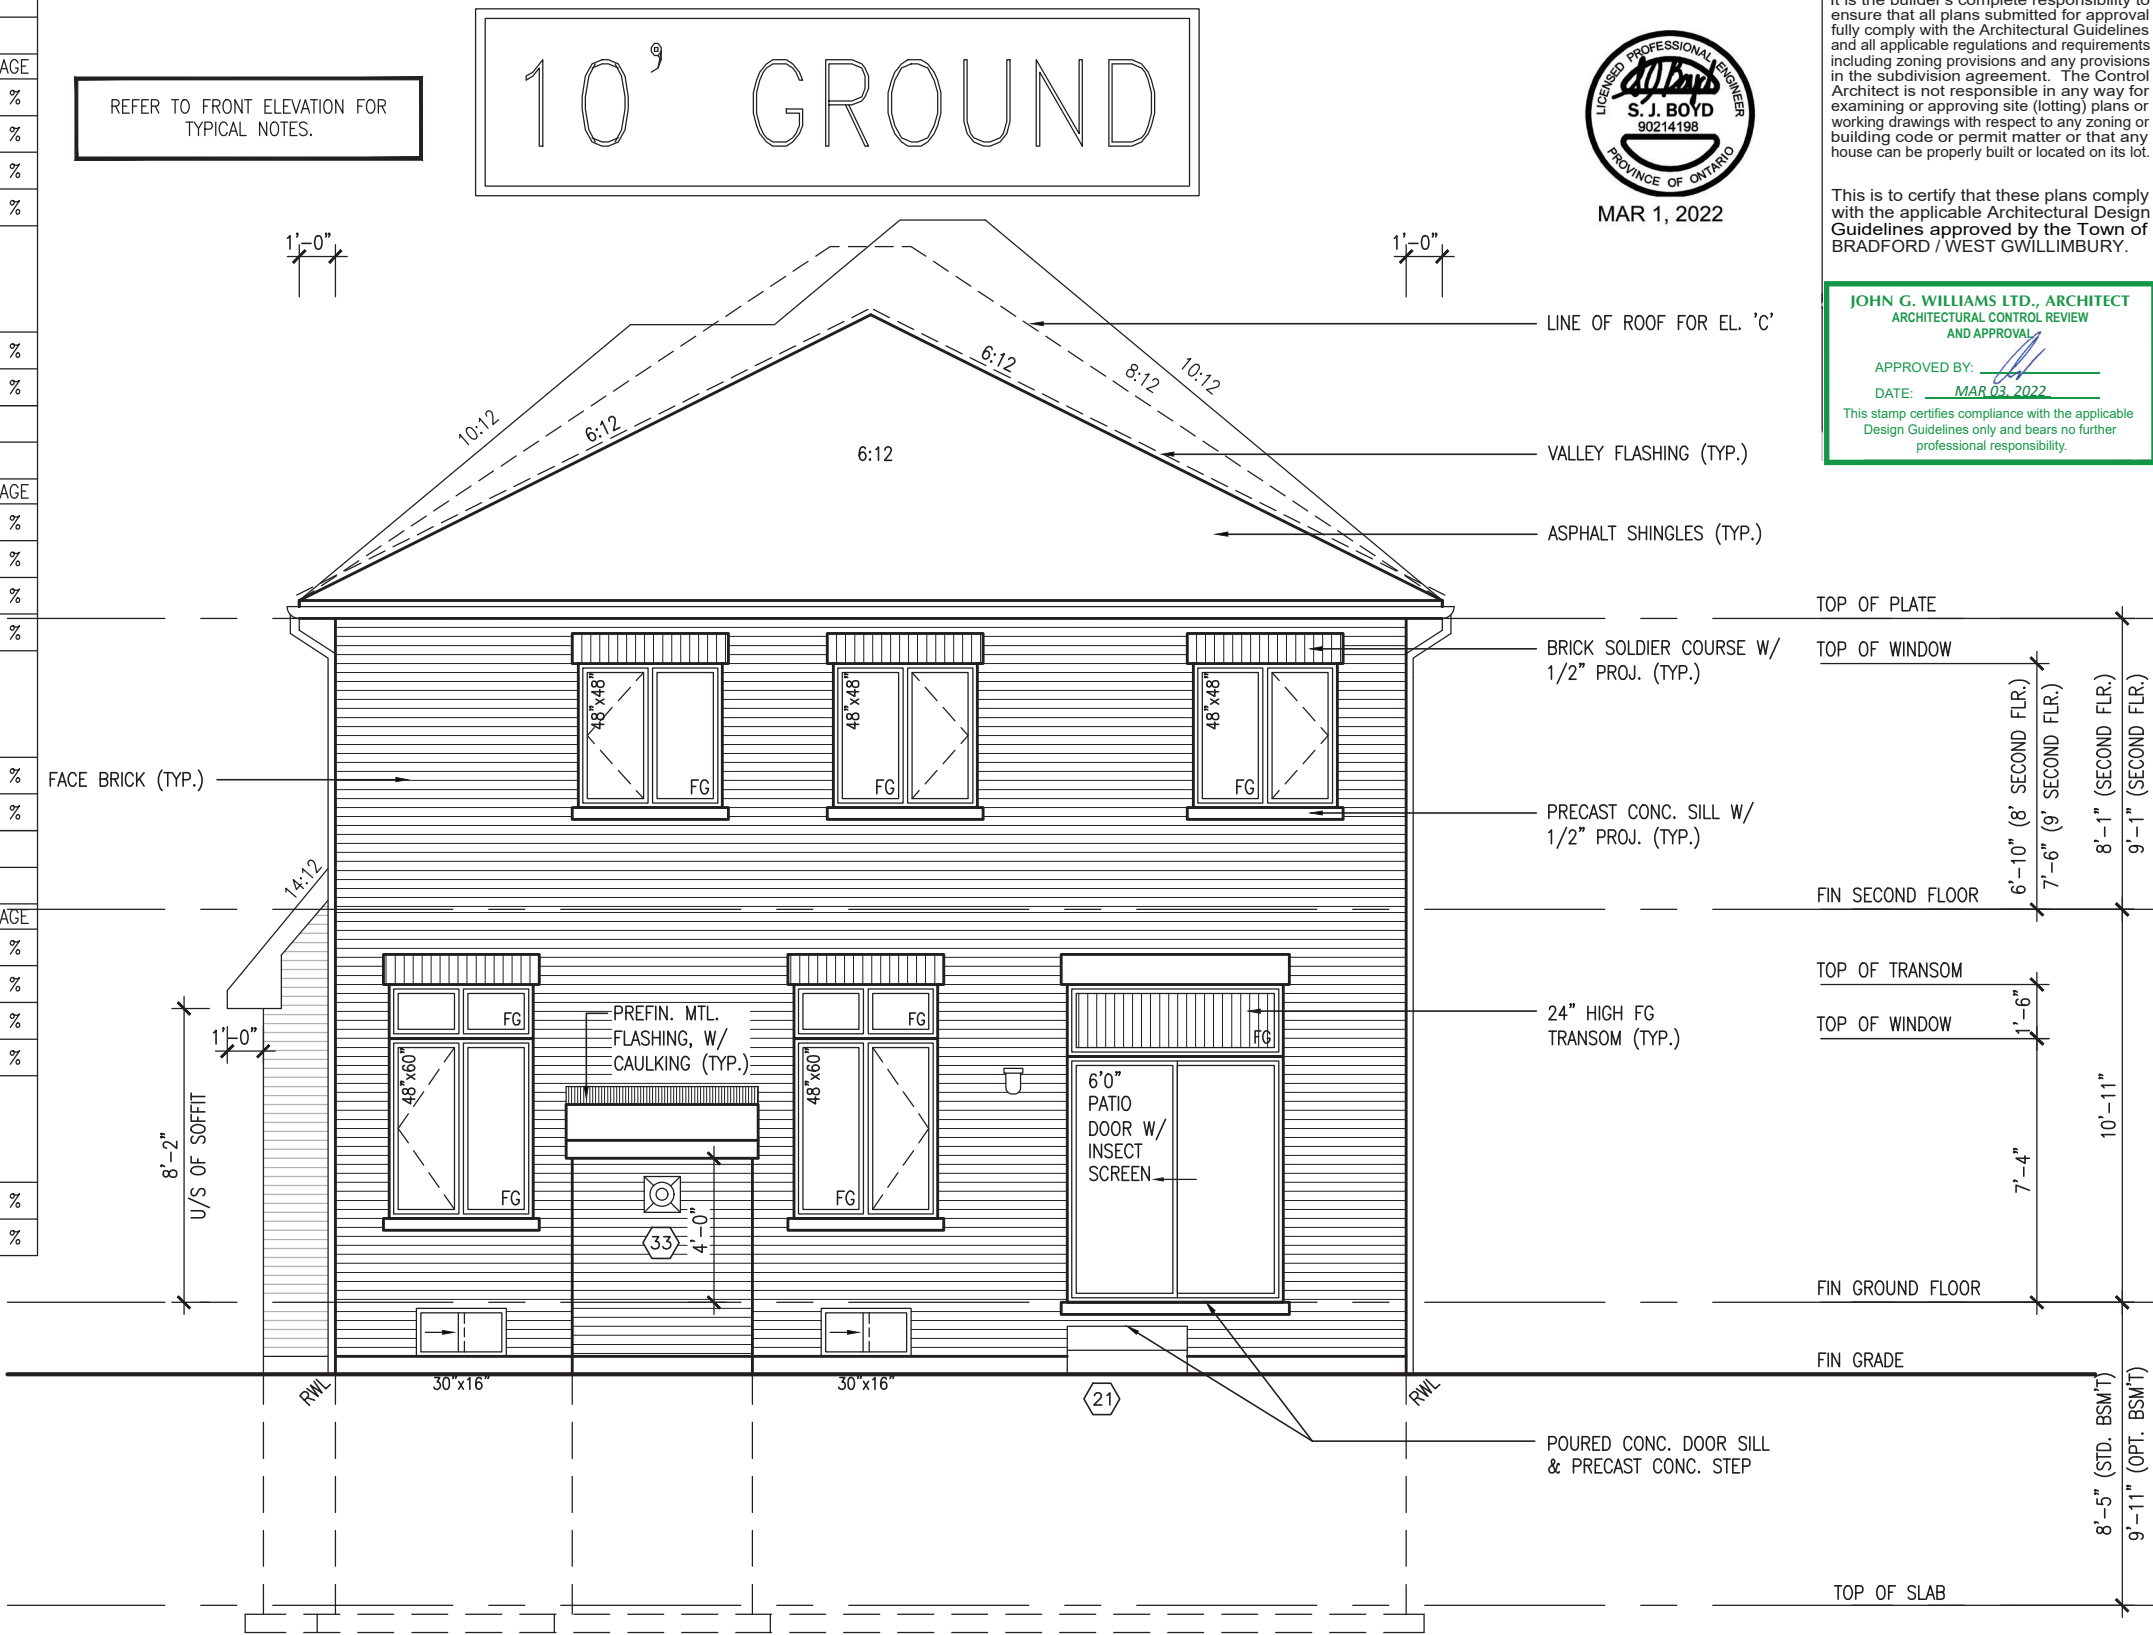 AGE
%
%
%
%
%
%
AGE
%
%
%
%
%
%
AGE
%
%
%
%
%
%
REFER TO FRONT ELEVATION FOR
TYPICAL NOTES.
10' GROUND
LICENSED PROFESSIONAL ENGINEER
S. J. BOYD
90214198
PROVINCE OF ONTARIO
MAR 1, 2022
It is the builder's complete responsibility to
ensure that all plans submitted for approval
fully comply with the Architectural Guidelines
and all applicable regulations and requirements
including zoning provisions and any provisions
in the subdivision agreement. The Control
Architect is not responsible in any way for
examining or approving site (lotting) plans or
working drawings with respect to any zoning or
building code or permit matter or that any
house can be properly built or located on its lot.
This is to certify that these plans comply
with the applicable Architectural Design
Guidelines approved by the Town of
BRADFORD / WEST GWILLIMBURY.
JOHN G. WILLIAMS LTD., ARCHITECT
ARCHITECTURAL CONTROL REVIEW
AND APPROVAL
APPROVED BY:
DATE: MAR 03, 2022
This stamp certifies compliance with the applicable
Design Guidelines only and bears no further
professional responsibility.
1'-0"
1'-0"
10:12
6:12
6:12
6:12
8:12
10:12
LINE OF ROOF FOR EL. 'C'
VALLEY FLASHING (TYP.)
ASPHALT SHINGLES (TYP.)
TOP OF PLATE
TOP OF WINDOW
BRICK SOLDIER COURSE W/
1/2" PROJ. (TYP.)
48"x48"
FG
48"x48"
FG
48"x48"
FG
FACE BRICK (TYP.)
PRECAST CONC. SILL W/
1/2" PROJ. (TYP.)
6'-10" (8' SECOND FLR.)
7'-6" (9' SECOND FLR.)
8'-1" (SECOND FLR.)
9'-1" (SECOND FLR.)
14:12
FIN SECOND FLOOR
TOP OF TRANSOM
TOP OF WINDOW
1'-6"
24" HIGH FG
TRANSOM (TYP.)
FG
FG
FG
PREFIN. MTL.
FLASHING, W/
CAULKING (TYP.)
1'-0"
48"x60"
FG
48"x60"
FG
6'0"
PATIO
DOOR W/
INSECT
SCREEN
8'-2"
U/S OF SOFFIT
33
4'-0"
7'-4"
10'-11"
FIN GROUND FLOOR
FIN GRADE
RWL
30"x16"
30"x16"
21
RWL
POURED CONC. DOOR SILL
& PRECAST CONC. STEP
8'-5" (STD. BSM'T)
9'-11" (OPT. BSM'T)
TOP OF SLAB